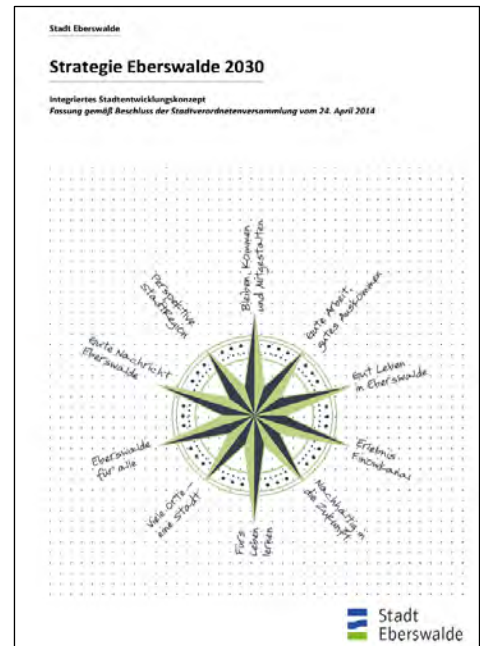 Stadt Eberswalde
Strategie Eberswalde 2030
Integriertes Stadtentwicklungskonzept
Fassung gemäß Beschluss der Stadtverordnetenversammlung vom 24. April 2014
Bleiben, Kommen
und Mitgestalten
Gute Arbeit,
gutes Auskommen
Gut Leben
in Eberswalde
Erlebnis
Finowkanal
Nachhaltig in
die Zukunft
Fürs
Leben
lernen
Viele Orte –
eine Stadt
Eberswalde
für alle
Gute Nachricht
Eberswalde
Perspektive
StadtRegion
Stadt
Eberswalde